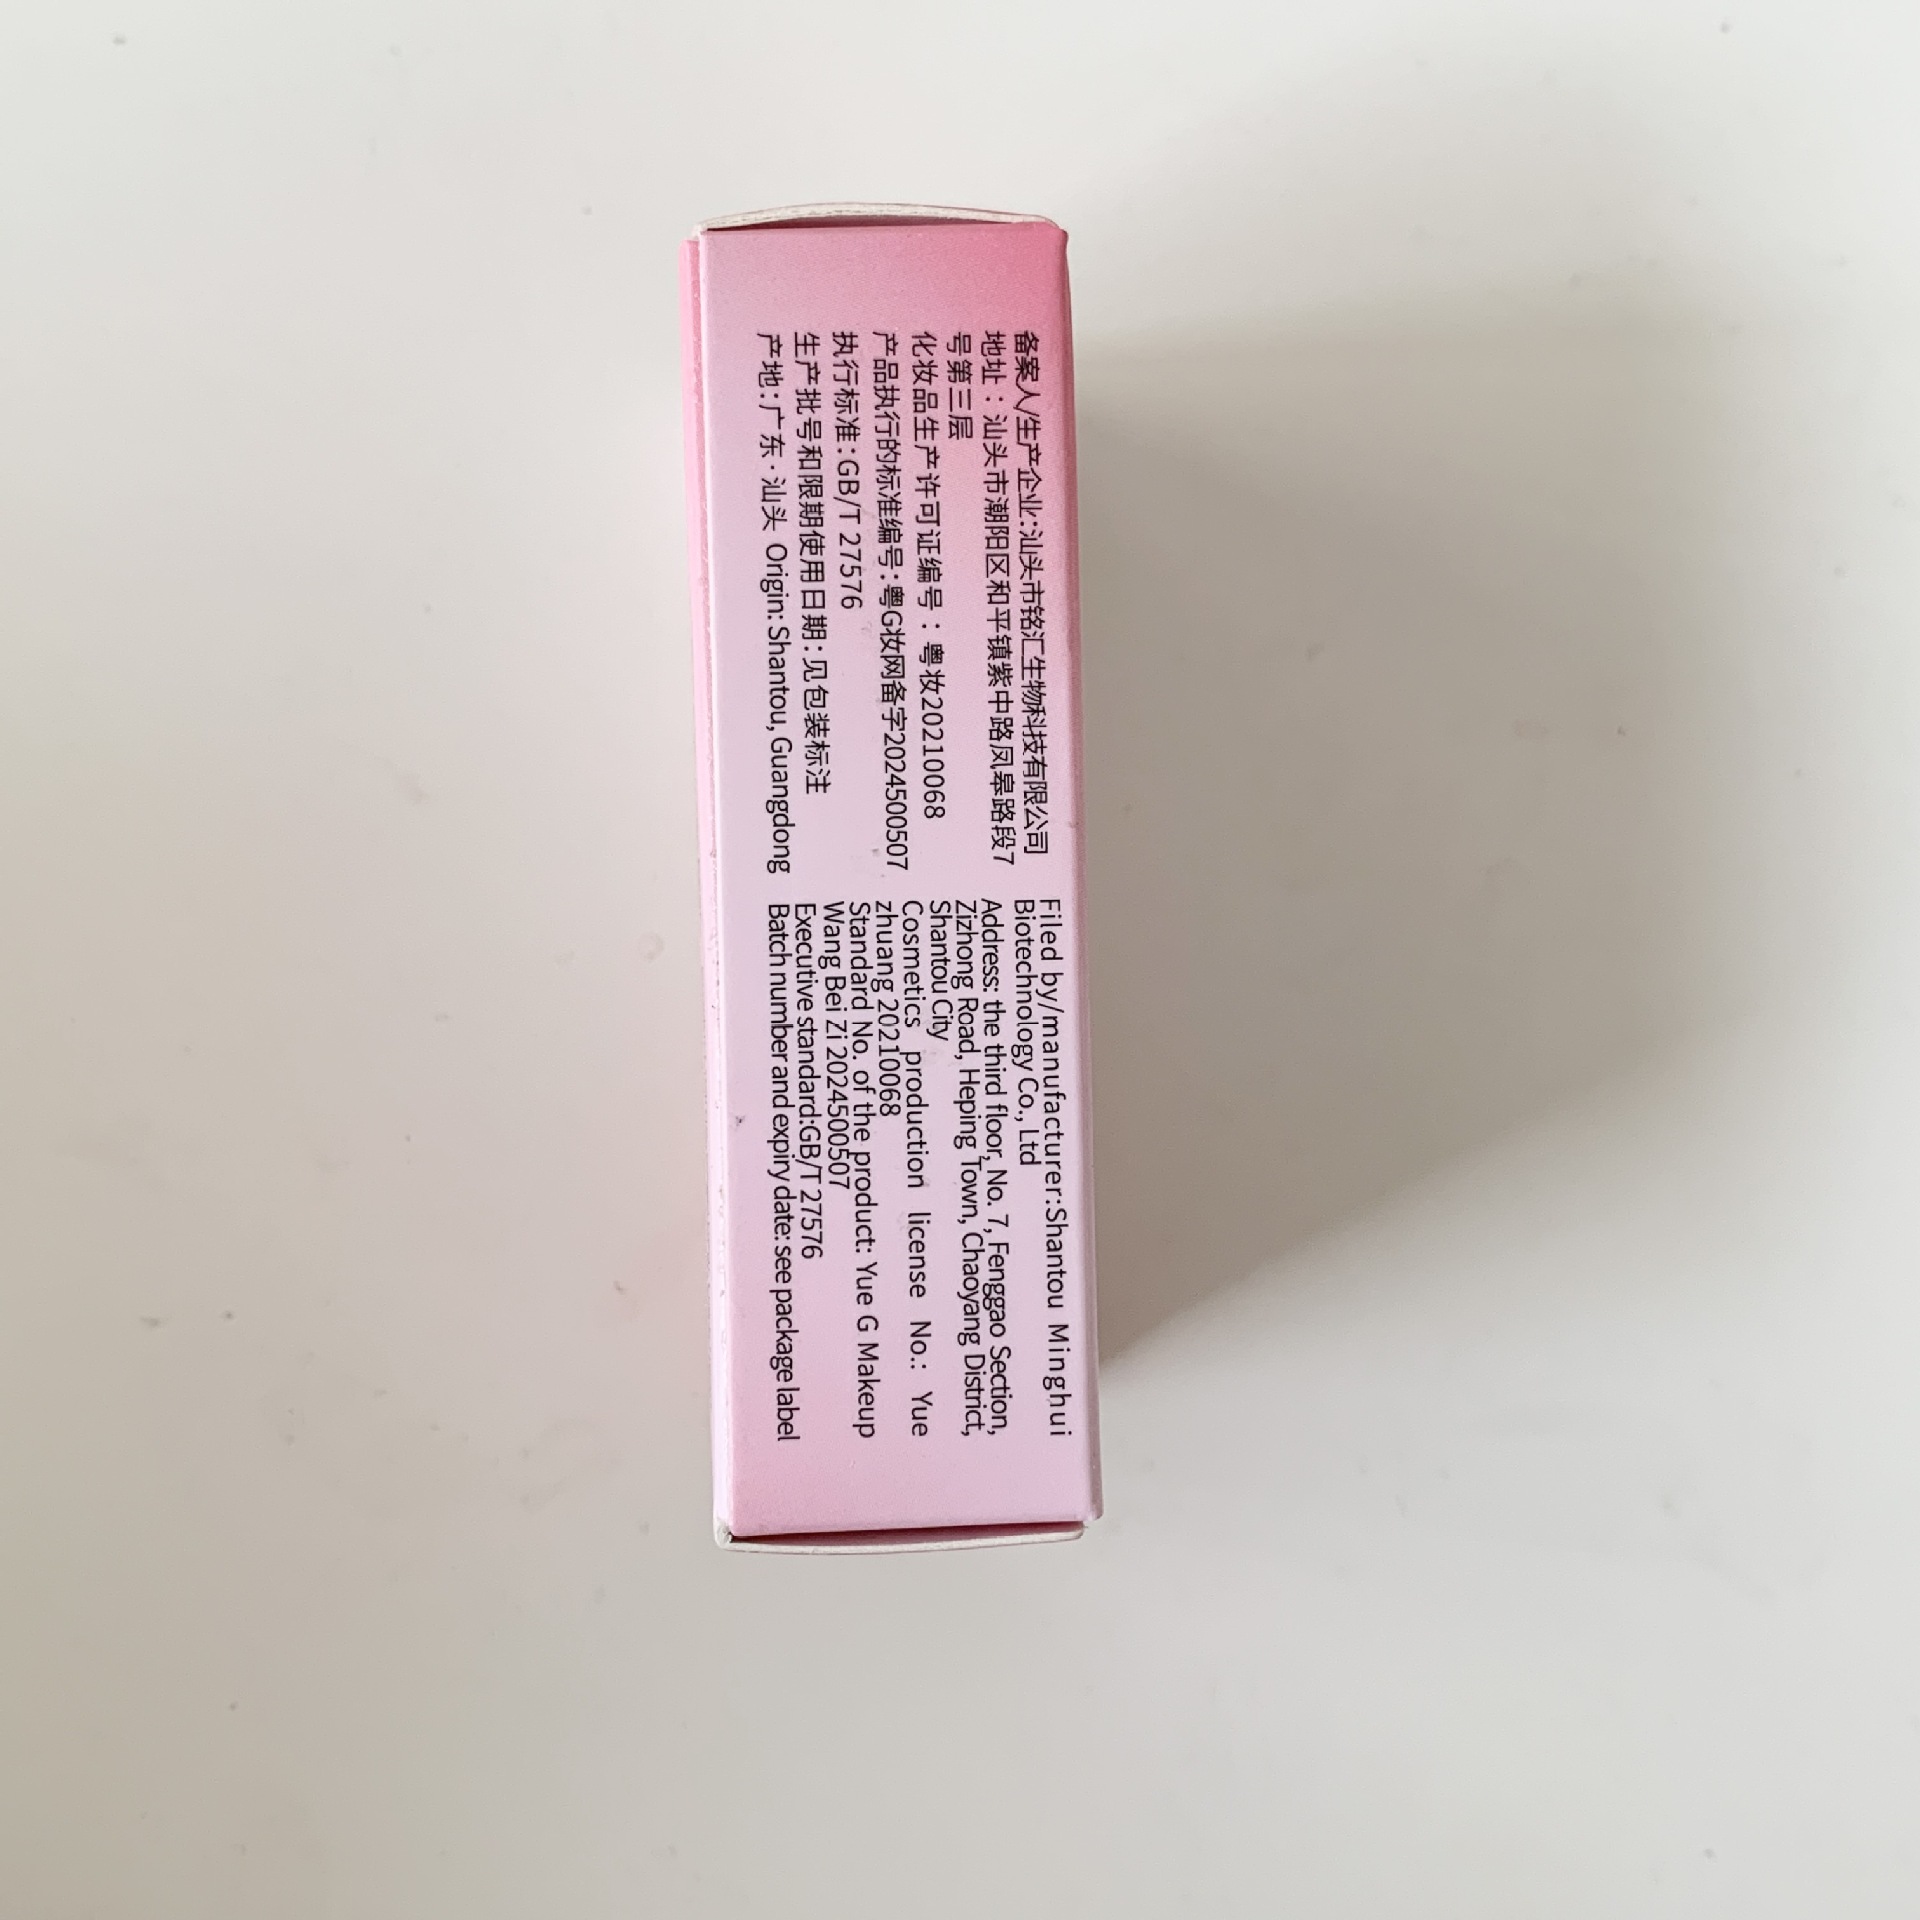 备案人/生产企业:汕头市铭汇生物科技有限公司
地址：汕头市潮阳区和平镇紫中路凤皋路段7
号第三层
化妆品生产许可证编号：粤妆20210068
产品执行的标准编号:粤G妆网备字2024500507
执行标准:GB/T 27576
生产批号和限期使用日期:见包装标注
产地:广东·汕头 Origin: Shantou, Guangdong
Filed by/manufacturer:Shantou Minghui
Biotechnology Co., Ltd
Address: the third floor, No. 7, Fenggao Section,
Zizhong Road, Heping Town, Chaoyang District,
Shantou City
Cosmetics production license No.: Yue
zhuang 20210068
Standard No. of the product: Yue G Makeup
Wang Bei Zi 2024500507
Executive standard:GB/T 27576
Batch number and expiry date: see package label